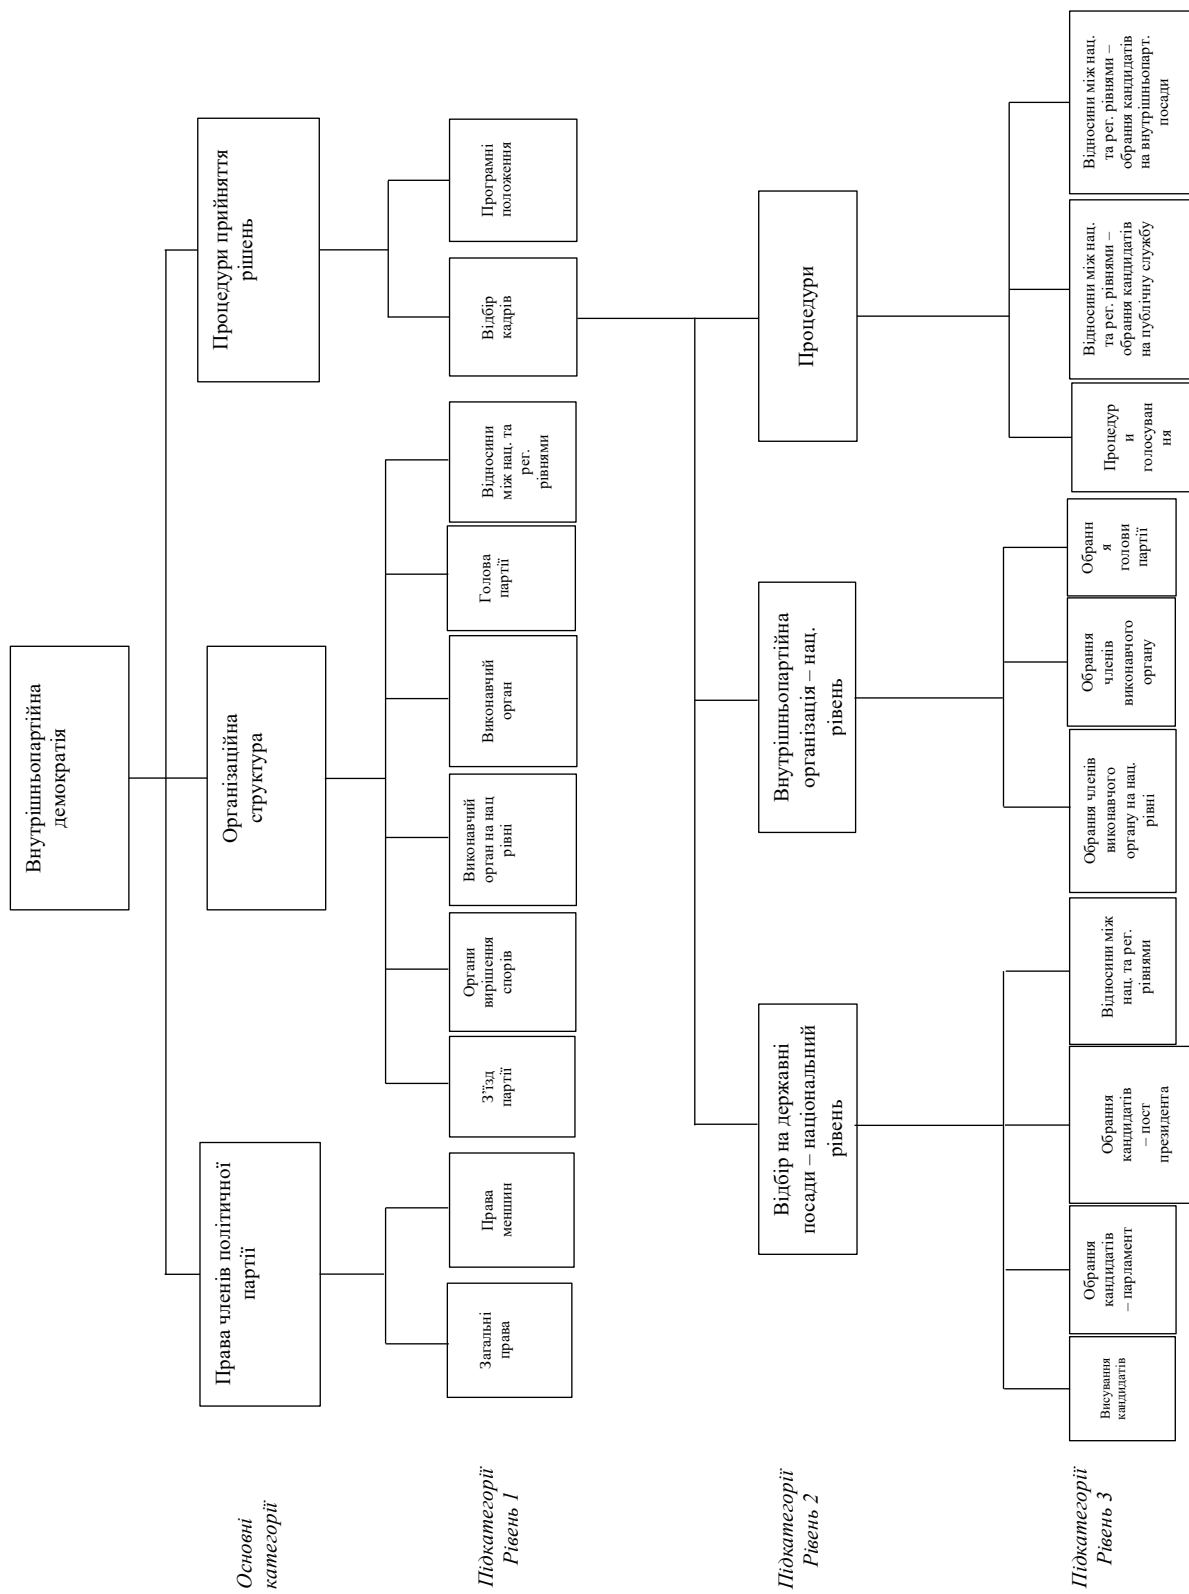 Внутрішньопартійна
демократія
Основні
категорії
Права членів політичної
партії
Організаційна
структура
Процедури прийняття
рішень
Підкатегорії
Рівень 1
Загальні
права
Права
меншин
З'їзд
партії
Органи
вирішення
спорів
Виконавчий
орган на нац
рівні
Виконавчий
орган
Голова
партії
Відносини
між нац. та
рег.
рівнями
Відбір
кадрів
Програмні
положення
Підкатегорії
Рівень 2
Відбір на державні
посади – національний
рівень
Внутрішньопартійна
організація – нац.
рівень
Процедури
Підкатегорії
Рівень 3
Висування
кандидатів
Обрання
кандидатів
– парламент
Обрання
кандидатів
– пост
президента
Відносини між
нац. та рег.
рівнями
Обрання членів
виконавчого
органу на нац.
рівні
Обрання
членів
виконавчого
органу
Обранн
я
голови
партії
Процедур
и
голосуван
ня
Відносини між нац.
та рег. рівнями –
обрання кандидатів
на публічну службу
Відносини між нац.
та рег. рівнями –
обрання кандидатів
на внутрішньопарт.
посади